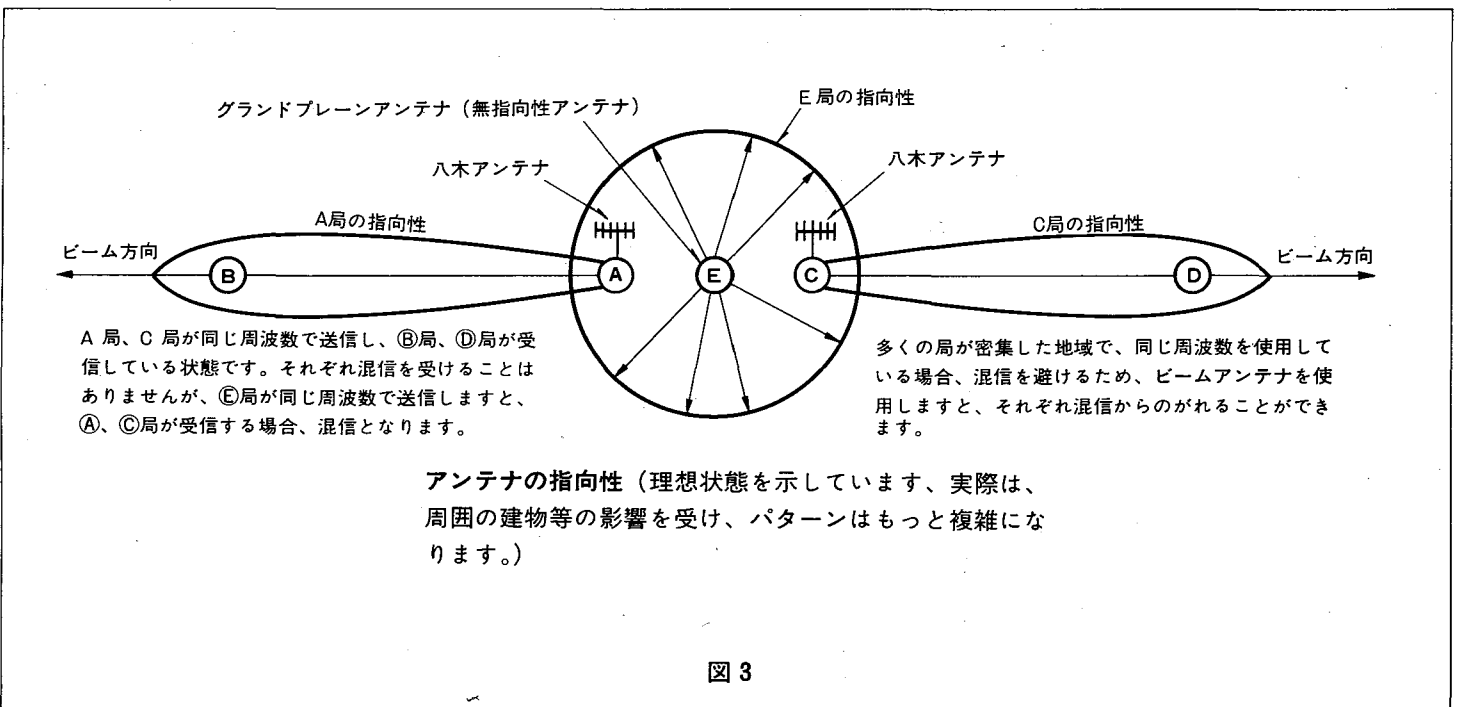 グランドプレーンアンテナ (無指向性アンテナ)
E局の指向性
八木アンテナ
八木アンテナ
A局の指向性
C局の指向性
ビーム方向
ビーム方向
B
A
E
C
D
A 局、C 局が同じ周波数で送信し、Ⓑ局、Ⓓ局が受
信している状態です。それぞれ混信を受けることは
ありませんが、Ⓔ局が同じ周波数で送信しますと、
Ⓐ、Ⓒ局が受信する場合、混信となります。
多くの局が密集した地域で、同じ周波数を使用して
いる場合、混信を避けるため、ビームアンテナを使
用しますと、それぞれ混信からのがれることができ
ます。
アンテナの指向性（理想状態を示しています、実際は、
周囲の建物等の影響を受け、パターンはもっと複雑にな
ります。）
図 3